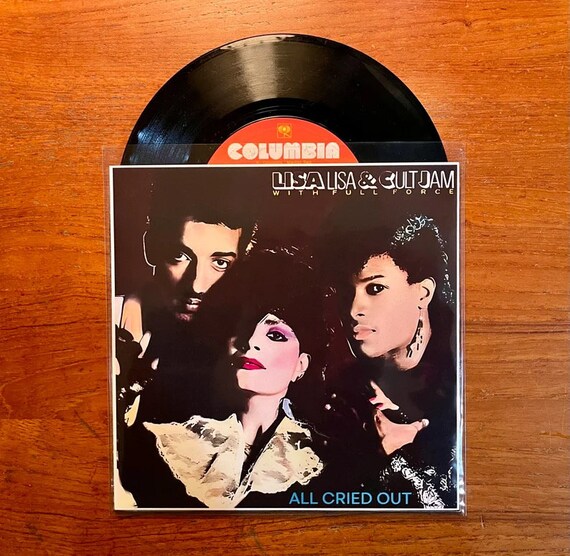 COLUMBIA
LISA LISA & CULT JAM
WITH FULL FORCE
ALL CRIED OUT